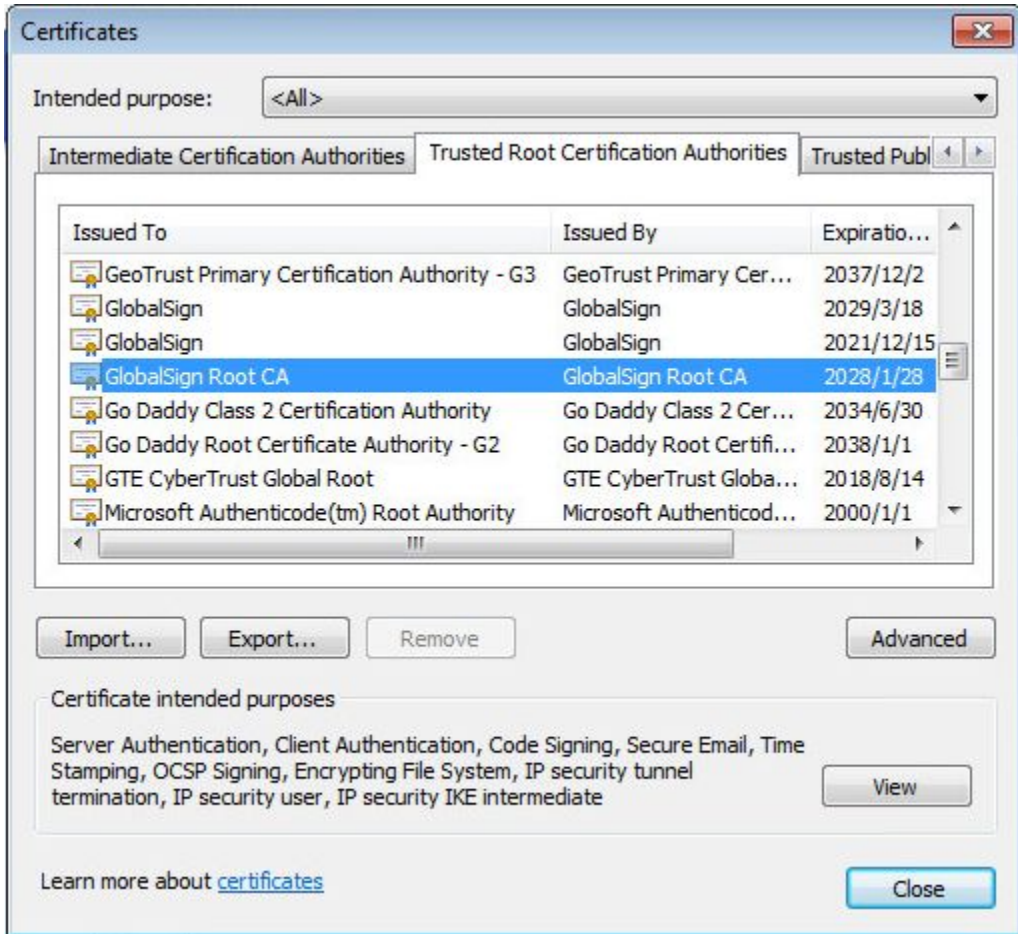 Certificates
Intended purpose: <All>
Intermediate Certification Authorities Trusted Root Certification Authorities Trusted Publ
Issued To Issued By Expiratio...
GeoTrust Primary Certification Authority - G3 GeoTrust Primary Cer... 2037/12/2
GlobalSign GlobalSign 2029/3/18
GlobalSign GlobalSign 2021/12/15
GlobalSign Root CA GlobalSign Root CA 2028/1/28
Go Daddy Class 2 Certification Authority Go Daddy Class 2 Cer... 2034/6/30
Go Daddy Root Certificate Authority - G2 Go Daddy Root Certifi... 2038/1/1
GTE CyberTrust Global Root GTE CyberTrust Globa... 2018/8/14
Microsoft Authenticode(tm) Root Authority Microsoft Authenticod... 2000/1/1
Import... Export... Remove Advanced
Certificate intended purposes
Server Authentication, Client Authentication, Code Signing, Secure Email, Time
Stamping, OCSP Signing, Encrypting File System, IP security tunnel
termination, IP security user, IP security IKE intermediate
View
Learn more about certificates
Close